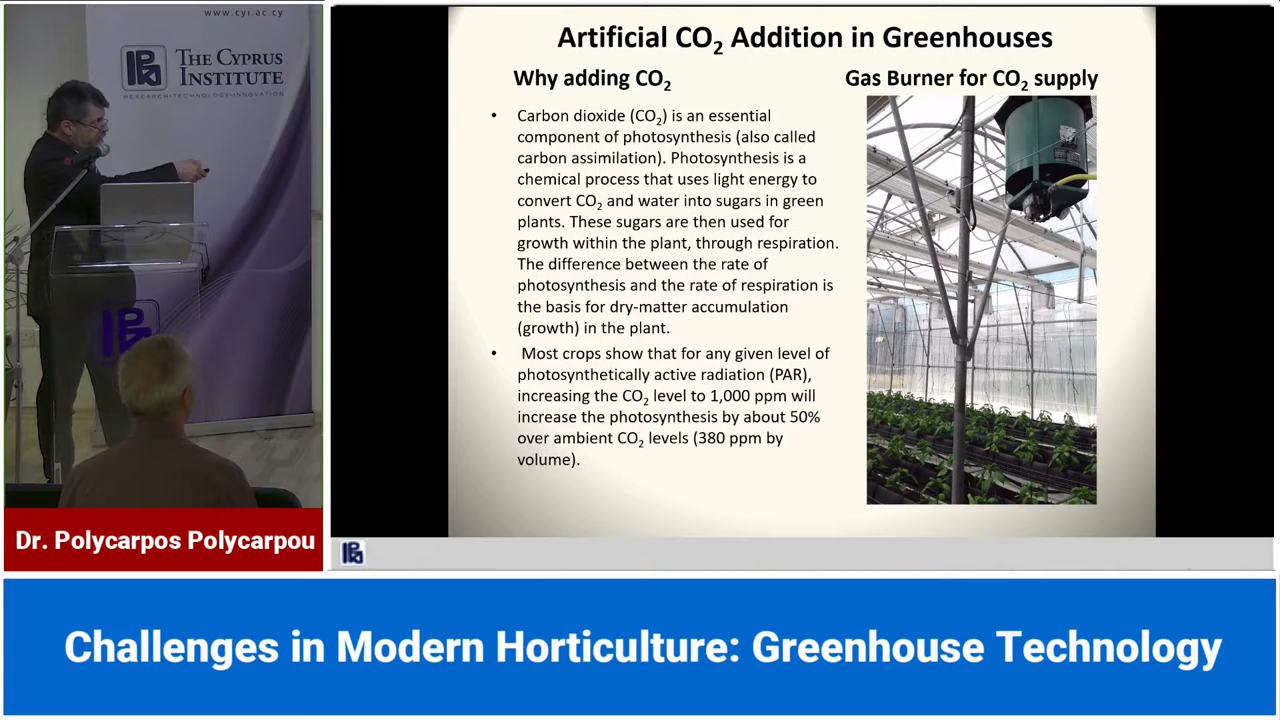 www.cyi.ac.cy
THE CYPRUS
INSTITUTE
RESEARCH•TECHNOLOGY•INNOVATION
Artificial CO₂ Addition in Greenhouses
Why adding CO₂
Gas Burner for CO₂ supply
• Carbon dioxide (CO₂) is an essential
component of photosynthesis (also called
carbon assimilation). Photosynthesis is a
chemical process that uses light energy to
convert CO₂ and water into sugars in green
plants. These sugars are then used for
growth within the plant, through respiration.
The difference between the rate of
photosynthesis and the rate of respiration is
the basis for dry-matter accumulation
(growth) in the plant.
• Most crops show that for any given level of
photosynthetically active radiation (PAR),
increasing the CO₂ level to 1,000 ppm will
increase the photosynthesis by about 50%
over ambient CO₂ levels (380 ppm by
volume).
Dr. Polycarpos Polycarpou
Challenges in Modern Horticulture: Greenhouse Technology